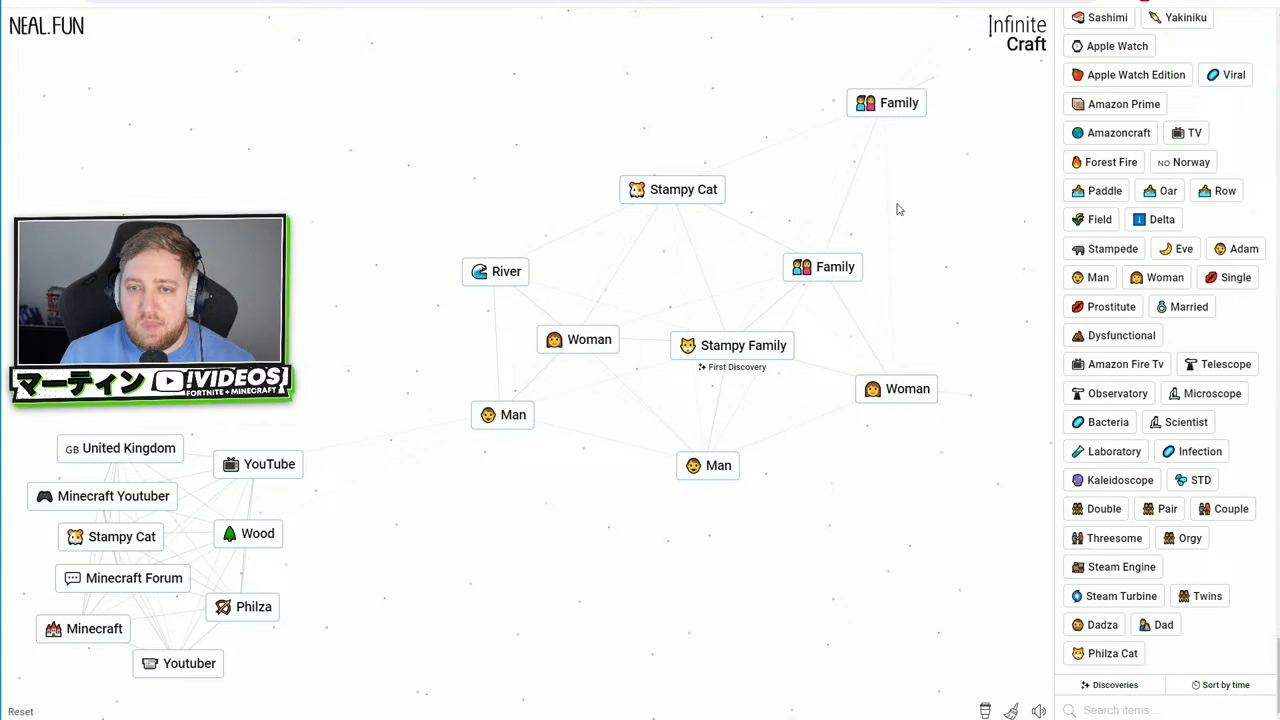 NEAL.FUN
Infinite
Craft
Family
Stampy Cat
River
Family
Woman
Stampy Family
First Discovery
Woman
Man
Man
マーティン !VIDEOS
FORTNITE + MINECRAFT
GB United Kingdom
YouTube
Minecraft Youtuber
Stampy Cat
Wood
Minecraft Forum
Philza
Minecraft
Youtuber
Reset
Sashimi Yakiniku
Apple Watch
Apple Watch Edition Viral
Amazon Prime
Amazoncraft TV
Forest Fire NO Norway
Paddle Oar Row
Field Delta
Stampede Eve Adam
Man Woman Single
Prostitute Married
Dysfunctional
Amazon Fire Tv Telescope
Observatory Microscope
Bacteria Scientist
Laboratory Infection
Kaleidoscope STD
Double Pair Couple
Threesome Orgy
Steam Engine
Steam Turbine Twins
Dadza Dad
Philza Cat
Discoveries Sort by time
Search items...